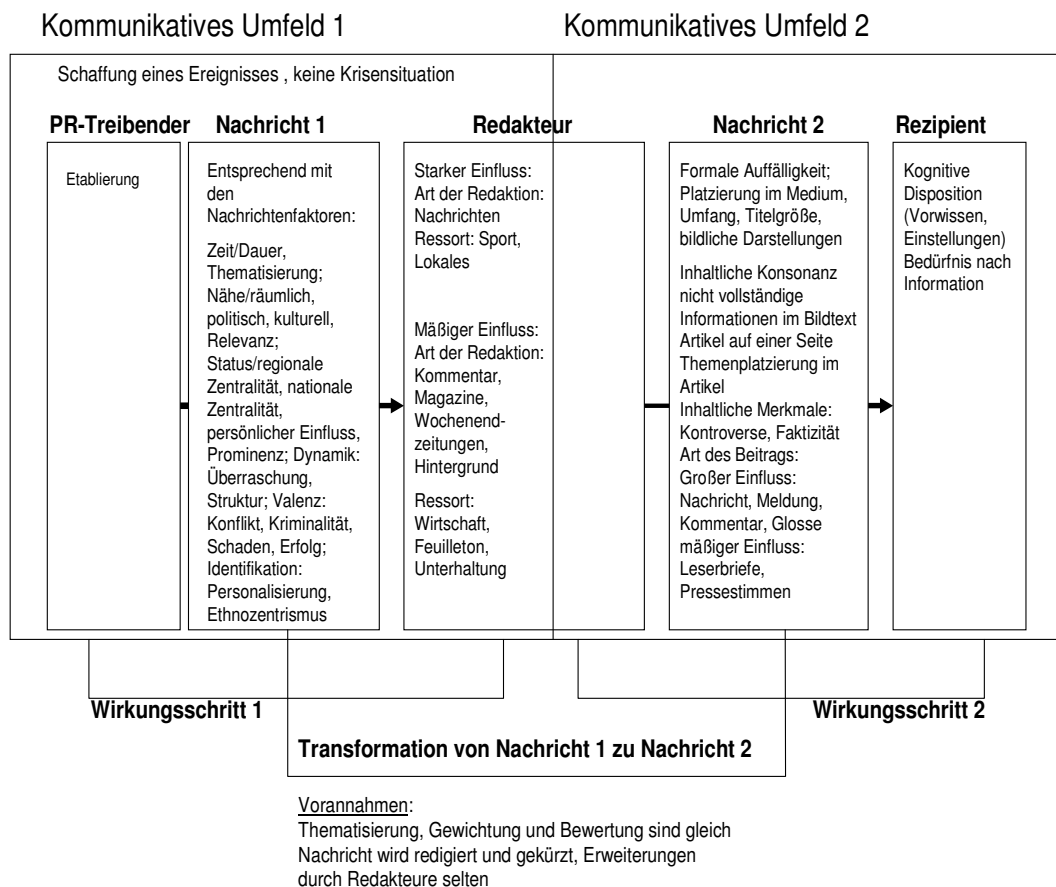 Kommunikatives Umfeld 1
Kommunikatives Umfeld 2
Schaffung eines Ereignisses , keine Krisensituation
PR-Treibender
Etablierung
Nachricht 1
Entsprechend mit
den
Nachrichtenfaktoren:
Zeit/Dauer,
Thematisierung;
Nähe/räumlich,
politisch, kulturell,
Relevanz;
Status/regionale
Zentralität, nationale
Zentralität,
persönlicher Einfluss,
Prominenz; Dynamik:
Überraschung,
Struktur; Valenz:
Konflikt, Kriminalität,
Schaden, Erfolg;
Identifikation:
Personalisierung,
Ethnozentrismus
Redakteur
Starker Einfluss:
Art der Redaktion:
Nachrichten
Ressort: Sport,
Lokales
Mäßiger Einfluss:
Art der Redaktion:
Kommentar,
Magazine,
Wochenend-
zeitungen,
Hintergrund
Ressort:
Wirtschaft,
Feuilleton,
Unterhaltung
Nachricht 2
Formale Auffälligkeit;
Platzierung im Medium,
Umfang, Titelgröße,
bildliche Darstellungen
Inhaltliche Konsonanz
nicht vollständige
Informationen im Bildtext
Artikel auf einer Seite
Themenplatzierung im
Artikel
Inhaltliche Merkmale:
Kontroverse, Faktizität
Art des Beitrags:
Großer Einfluss:
Nachricht, Meldung,
Kommentar, Glosse
mäßiger Einfluss:
Leserbriefe,
Pressestimmen
Rezipient
Kognitive
Disposition
(Vorwissen,
Einstellungen)
Bedürfnis nach
Information
Wirkungsschritt 1
Wirkungsschritt 2
Transformation von Nachricht 1 zu Nachricht 2
Vorannahmen:
Thematisierung, Gewichtung und Bewertung sind gleich
Nachricht wird redigiert und gekürzt, Erweiterungen
durch Redakteure selten